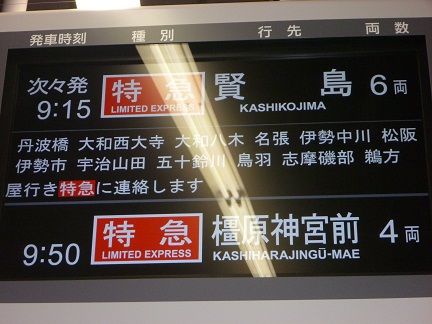 発車時刻 種別 行先 両数
次々発 9:15 特急 LIMITED EXPRESS 賢島 KASHIKOJIMA 6両
丹波橋 大和西大寺 大和八木 名張 伊勢中川 松阪
伊勢市 宇治山田 五十鈴川 鳥羽 志摩磯部 鵜方
屋行き特急に連絡します
9:50 特急 LIMITED EXPRESS 橿原神宮前 KASHIHARAJINGŪ-MAE 4両